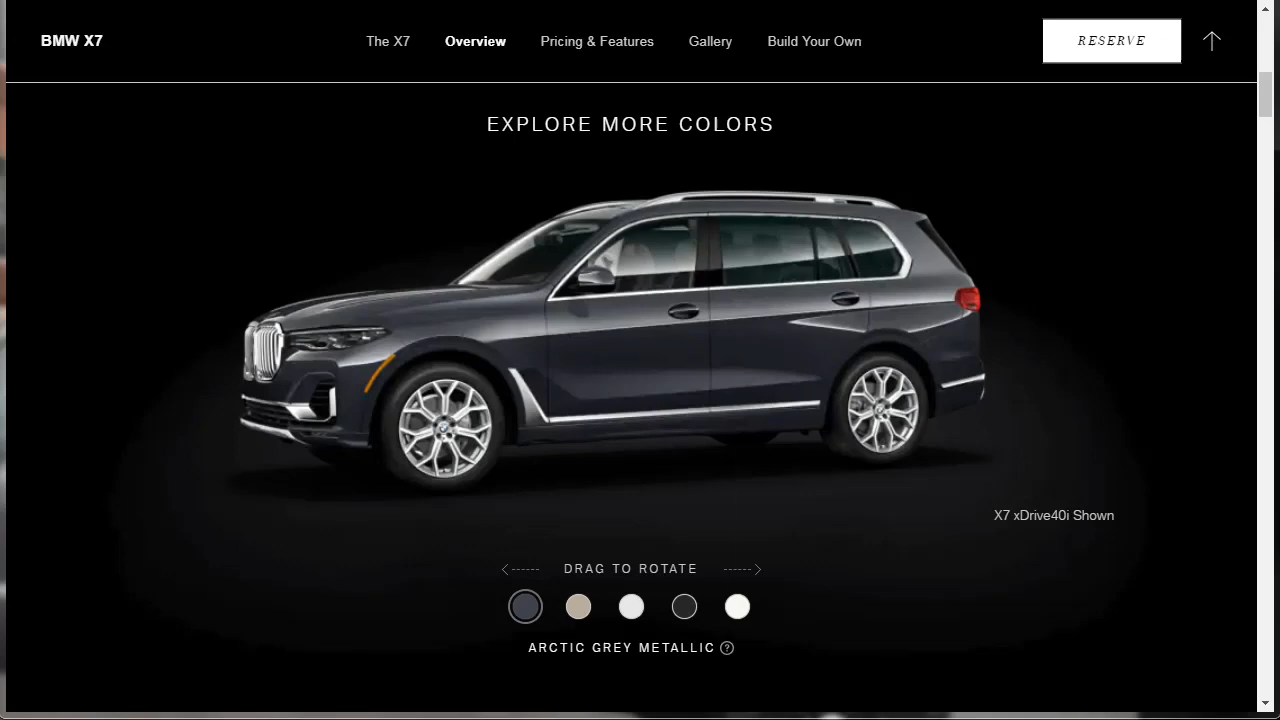 BMW X7
The X7
Overview
Pricing & Features
Gallery
Build Your Own
RESERVE
EXPLORE MORE COLORS
X7 xDrive40i Shown
DRAG TO ROTATE
ARCTIC GREY METALLIC ?